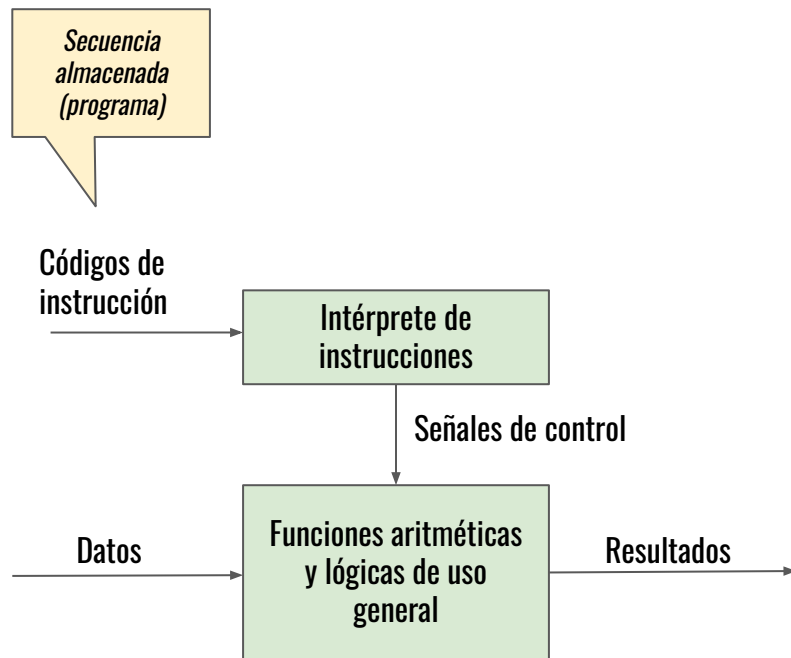 Secuencia
almacenada
(programa)
Códigos de
instrucción
Intérprete de
instrucciones
Señales de control
Datos
Funciones aritméticas
y lógicas de uso
general
Resultados